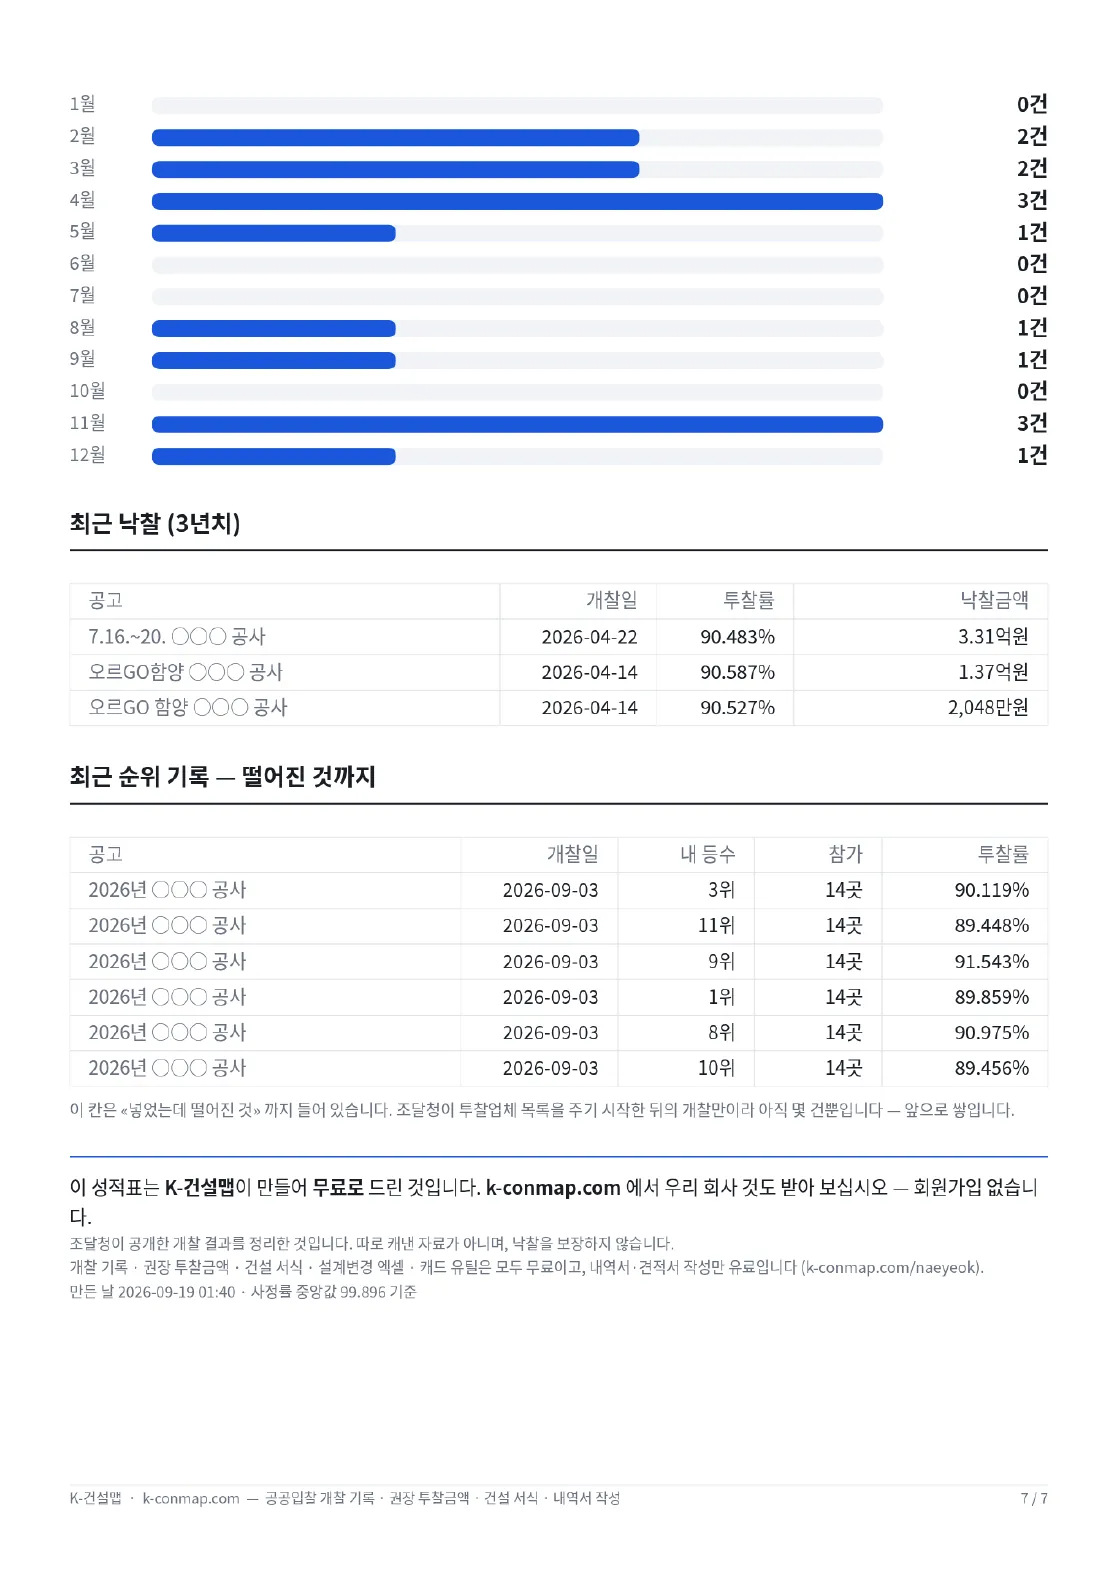 1월 0건
2월 2건
3월 2건
4월 3건
5월 1건
6월 0건
7월 0건
8월 1건
9월 1건
10월 0건
11월 3건
12월 1건
최근 낙찰 (3년치)
공고 개찰일 투찰률 낙찰금액
7.16.~20. ○○○ 공사 2026-04-22 90.483% 3.31억원
오르GO함양 ○○○ 공사 2026-04-14 90.587% 1.37억원
오르GO 함양 ○○○ 공사 2026-04-14 90.527% 2,048만원
최근 순위 기록 — 떨어진 것까지
공고 개찰일 내 등수 참가 투찰률
2026년 ○○○ 공사 2026-09-03 3위 14곳 90.119%
2026년 ○○○ 공사 2026-09-03 11위 14곳 89.448%
2026년 ○○○ 공사 2026-09-03 9위 14곳 91.543%
2026년 ○○○ 공사 2026-09-03 1위 14곳 89.859%
2026년 ○○○ 공사 2026-09-03 8위 14곳 90.975%
2026년 ○○○ 공사 2026-09-03 10위 14곳 89.456%
이 칸은 «넣었는데 떨어진 것» 까지 들어 있습니다. 조달청이 투찰업체 목록을 주기 시작한 뒤의 개찰만이라 아직 몇 건뿐입니다 — 앞으로 쌓입니다.
이 성적표는 K-건설맵이 만들어 무료로 드린 것입니다. k-conmap.com 에서 우리 회사 것도 받아 보십시오 — 회원가입 없습니
다.
조달청이 공개한 개찰 결과를 정리한 것입니다. 따로 캐낸 자료가 아니며, 낙찰을 보장하지 않습니다.
개찰 기록 · 권장 투찰금액 · 건설 서식 · 설계변경 엑셀 · 캐드 유틸은 모두 무료이고, 내역서·견적서 작성만 유료입니다 (k-conmap.com/naeyeok).
만든 날 2026-09-19 01:40 · 사정률 중앙값 99.896 기준
K-건설맵 · k-conmap.com — 공공입찰 개찰 기록 · 권장 투찰금액 · 건설 서식 · 내역서 작성 7 / 7